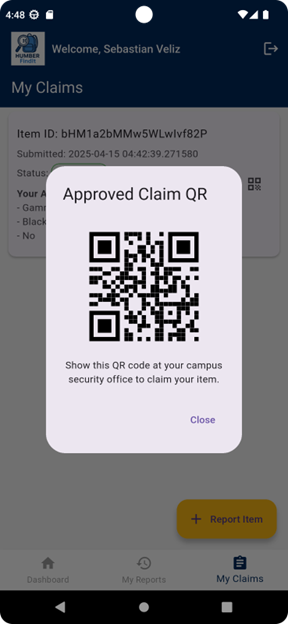 4:48
HUMBER
FindIt
Welcome, Sebastian Veliz
My Claims
Item ID: bHM1a2bMMw5WLwIvf82P
Submitted: 2025-04-15 04:42:39.271580
Status:
Your A
- Gam
- Black
- No
Approved Claim QR
Show this QR code at your campus
security office to claim your item.
Close
+ Report Item
Dashboard
My Reports
My Claims